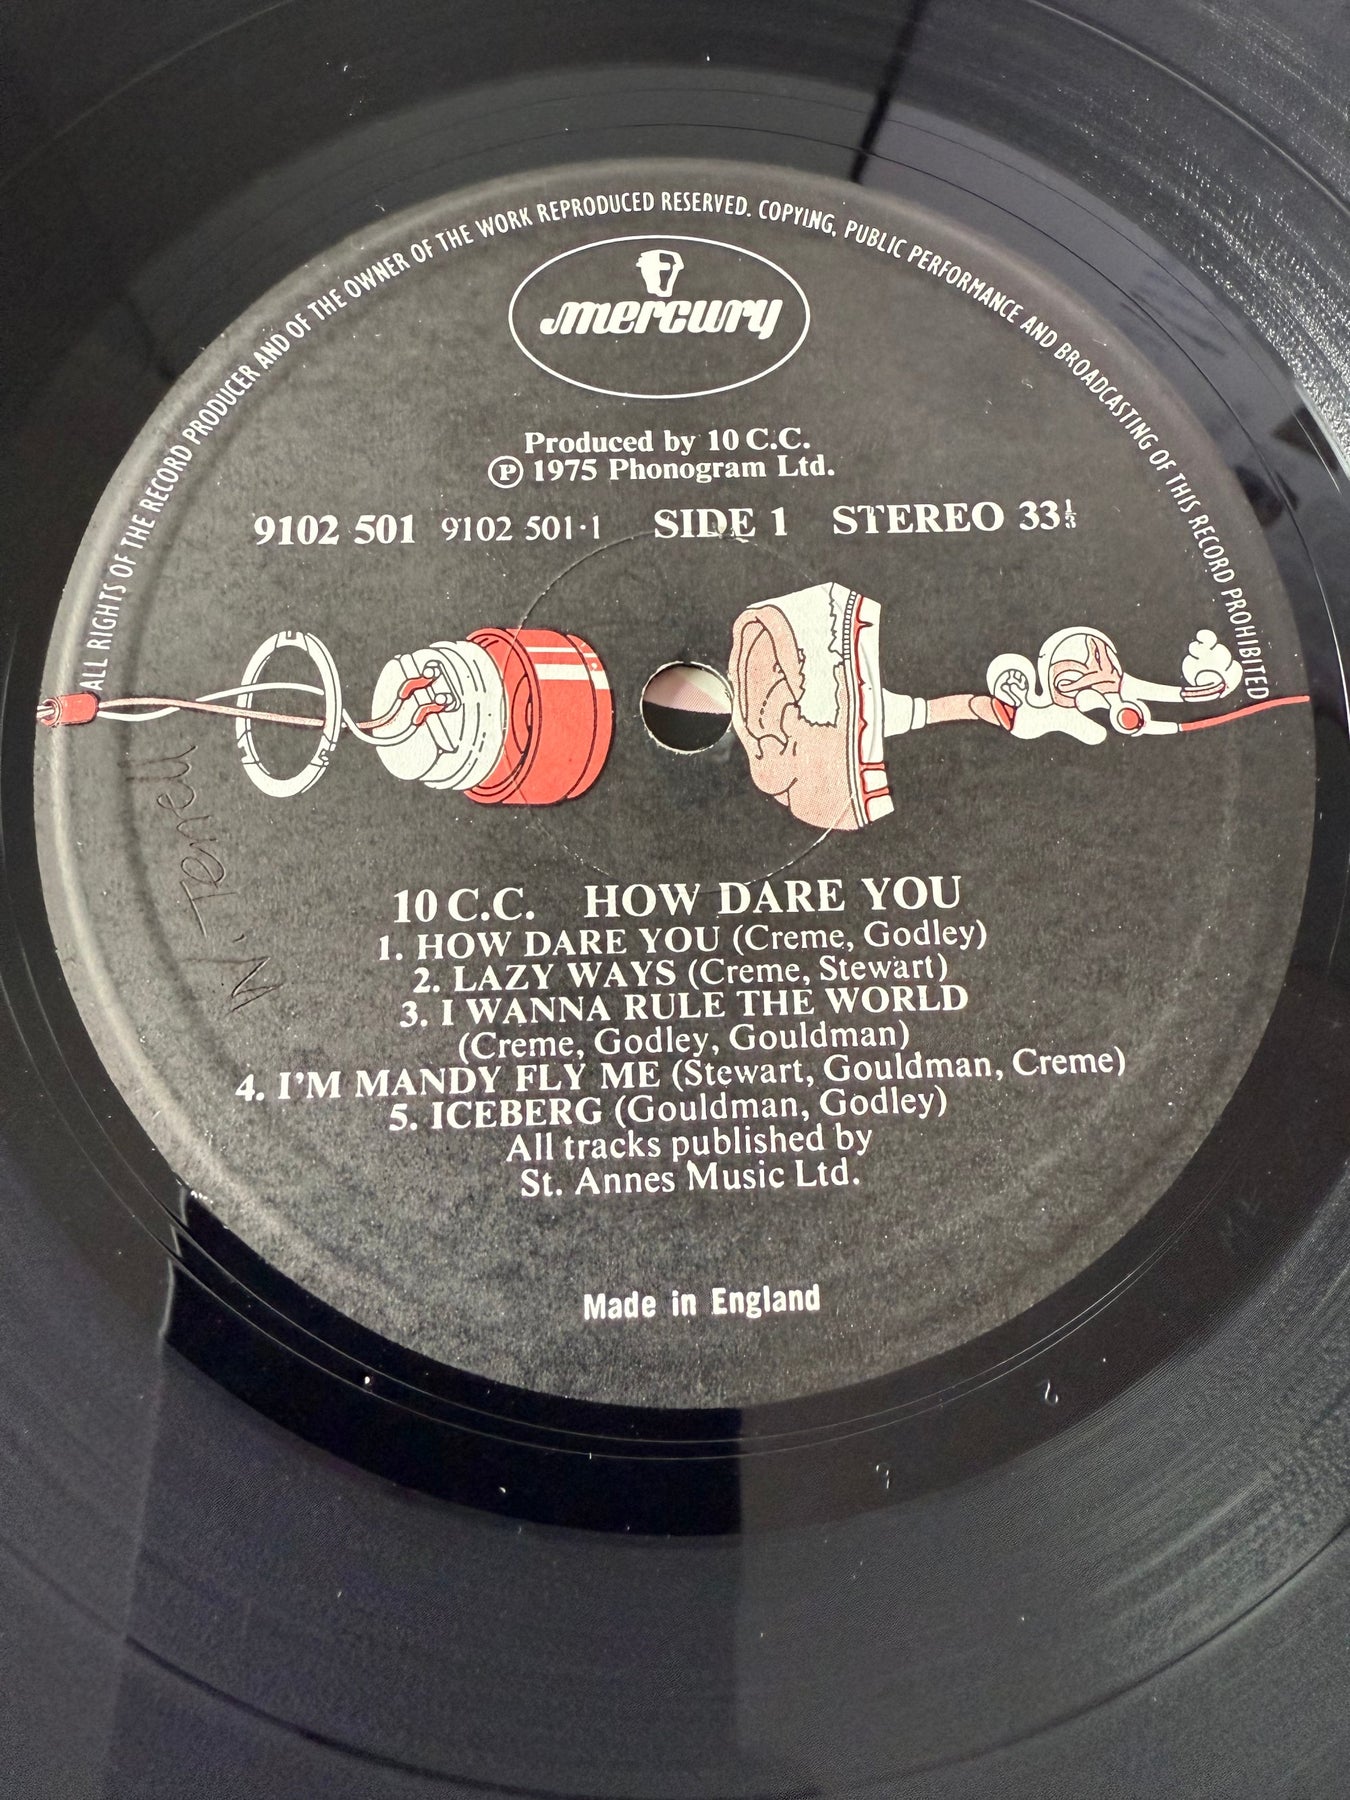 ALL RIGHTS OF THE RECORD PRODUCER AND OF THE OWNER OF THE WORK REPRODUCED RESERVED. COPYING, PUBLIC PERFORMANCE AND BROADCASTING OF THIS RECORD PROHIBITED
mercury
Produced by 10 C.C.
Ⓟ 1975 Phonogram Ltd.
9102 501 9102 501·1 SIDE 1 STEREO 33⅓
10 C.C. HOW DARE YOU
1. HOW DARE YOU (Creme, Godley)
2. LAZY WAYS (Creme, Stewart)
3. I WANNA RULE THE WORLD
(Creme, Godley, Gouldman)
4. I'M MANDY FLY ME (Stewart, Gouldman, Creme)
5. ICEBERG (Gouldman, Godley)
All tracks published by
St. Annes Music Ltd.
Made in England